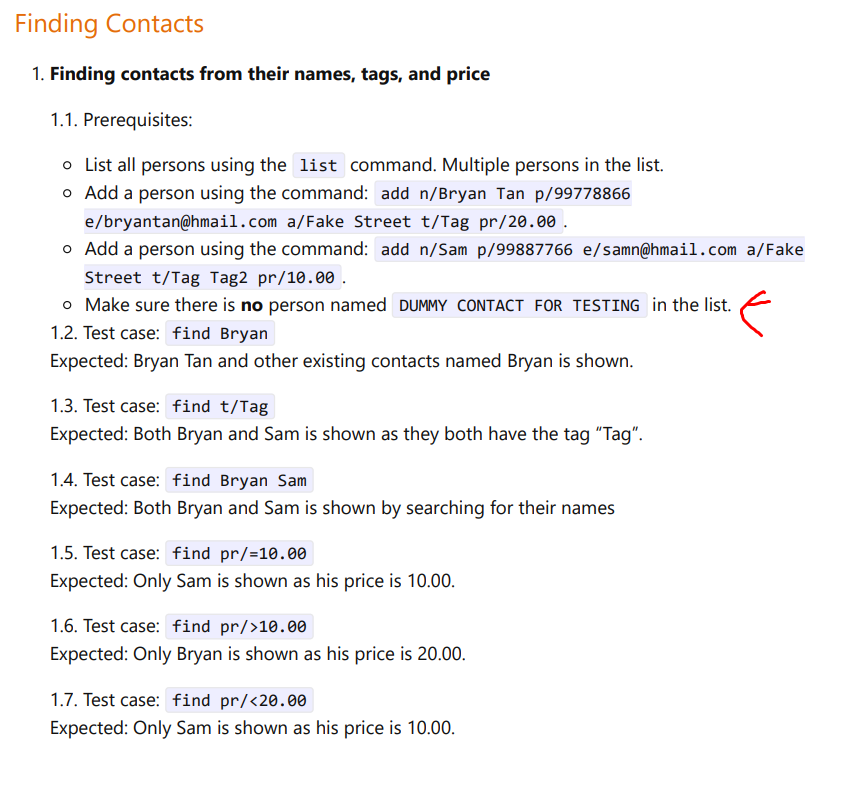 Finding Contacts
1. Finding contacts from their names, tags, and price
1.1. Prerequisites:
List all persons using the list command. Multiple persons in the list.
Add a person using the command: add n/Bryan Tan p/99778866
e/bryantan@hmail.com a/Fake Street t/Tag pr/20.00 .
Add a person using the command: add n/Sam p/99887766 e/samn@hmail.com a/Fake
Street t/Tag Tag2 pr/10.00 .
Make sure there is no person named DUMMY CONTACT FOR TESTING in the list.
1.2. Test case: find Bryan
Expected: Bryan Tan and other existing contacts named Bryan is shown.
1.3. Test case: find t/Tag
Expected: Both Bryan and Sam is shown as they both have the tag “Tag”.
1.4. Test case: find Bryan Sam
Expected: Both Bryan and Sam is shown by searching for their names
1.5. Test case: find pr/=10.00
Expected: Only Sam is shown as his price is 10.00.
1.6. Test case: find pr/>10.00
Expected: Only Bryan is shown as his price is 20.00.
1.7. Test case: find pr/<20.00
Expected: Only Sam is shown as his price is 10.00.